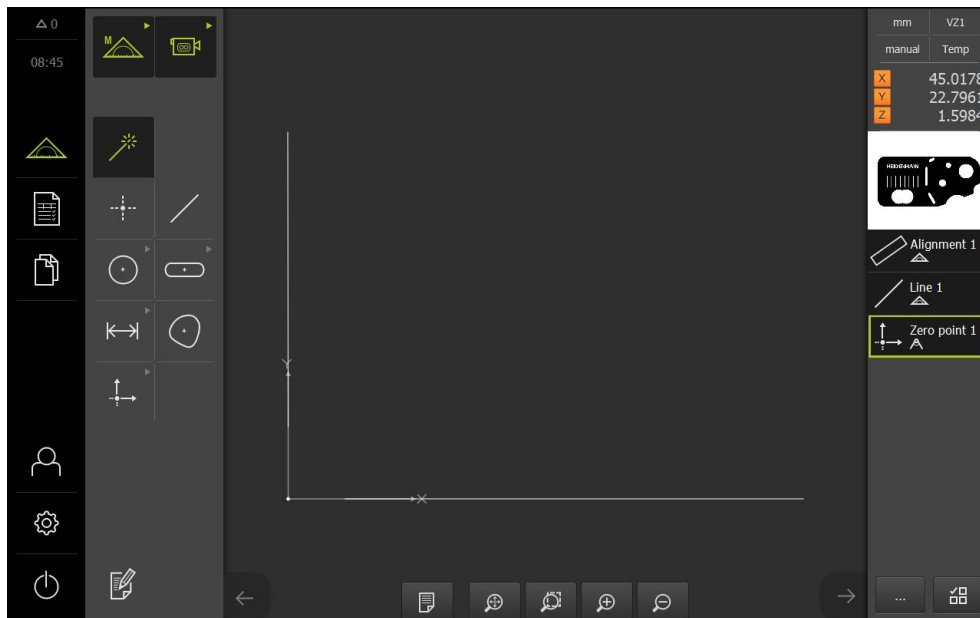 0
08:45
M
mm
VZ1
manual
Temp
X
45.0178
Y
22.7961
Z
1.5984
HEIDENHAIN
Alignment 1
Line 1
Zero point 1
Y
X
...